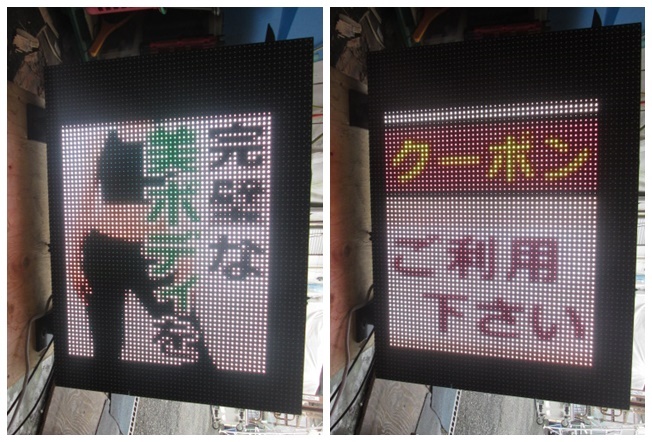 完璧な
美ボディを
クーポン
ご利用
下さい